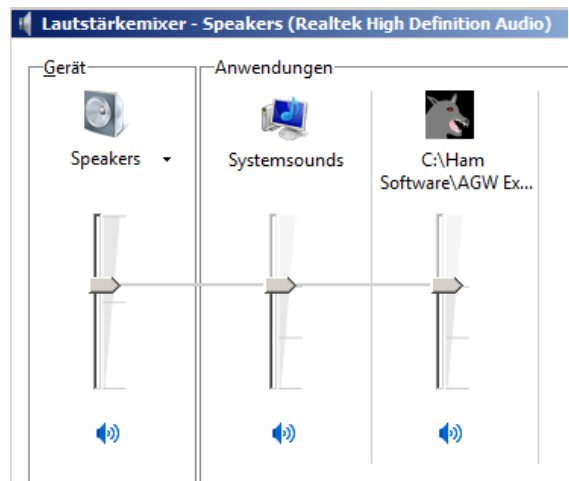 Lautstärkemixer - Speakers (Realtek High Definition Audio)
Gerät
Speakers
Anwendungen
Systemsounds
C:\Ham
Software\AGW Ex...